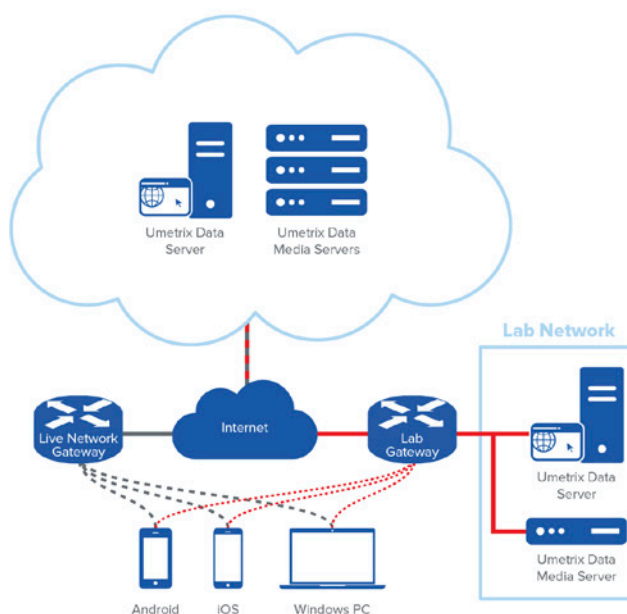 Umetrix Data
Server
Umetrix Data
Media Servers
Lab Network
Live Network
Gateway
Internet
Lab
Gateway
Umetrix Data
Server
Umetrix Data
Media Server
Android
iOS
Windows PC